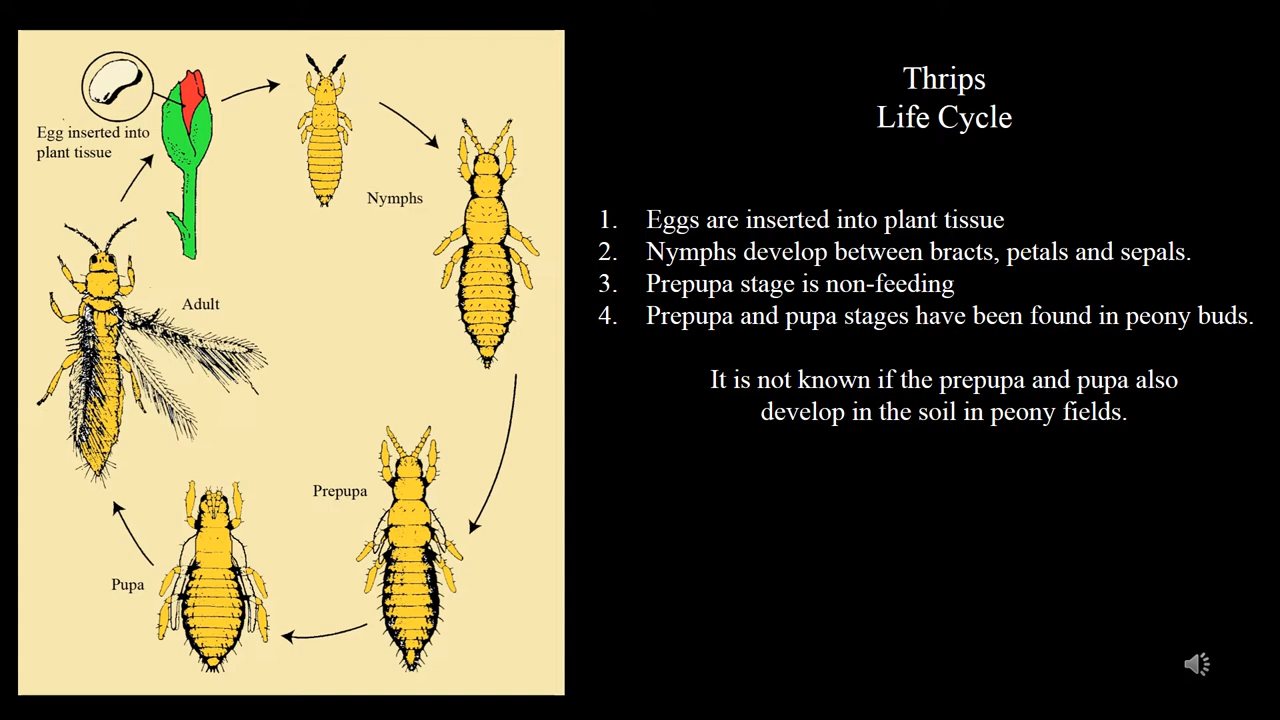 Thrips
Life Cycle
Egg inserted into
plant tissue
Nymphs
Adult
Prepupa
Pupa
1. Eggs are inserted into plant tissue
2. Nymphs develop between bracts, petals and sepals.
3. Prepupa stage is non-feeding
4. Prepupa and pupa stages have been found in peony buds.
It is not known if the prepupa and pupa also
develop in the soil in peony fields.